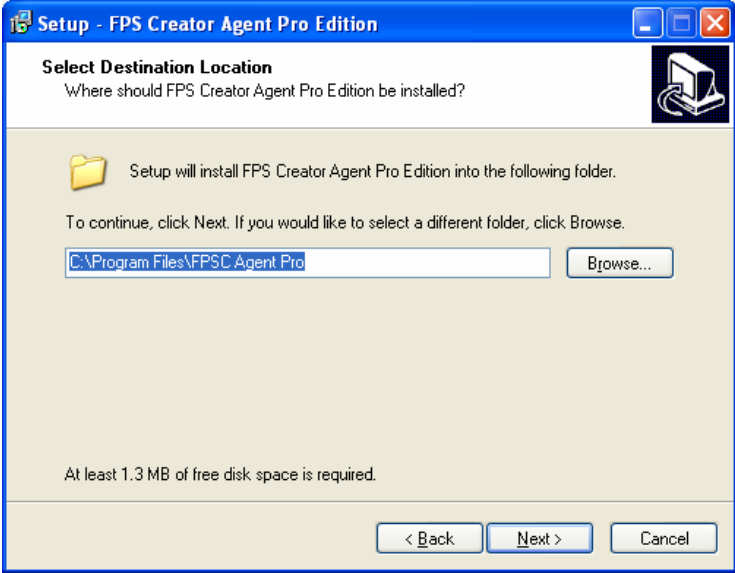 Setup - FPS Creator Agent Pro Edition
Select Destination Location
Where should FPS Creator Agent Pro Edition be installed?
Setup will install FPS Creator Agent Pro Edition into the following folder.
To continue, click Next. If you would like to select a different folder, click Browse.
C:\Program Files\FPSC Agent Pro
Browse...
At least 1.3 MB of free disk space is required.
< Back
Next >
Cancel